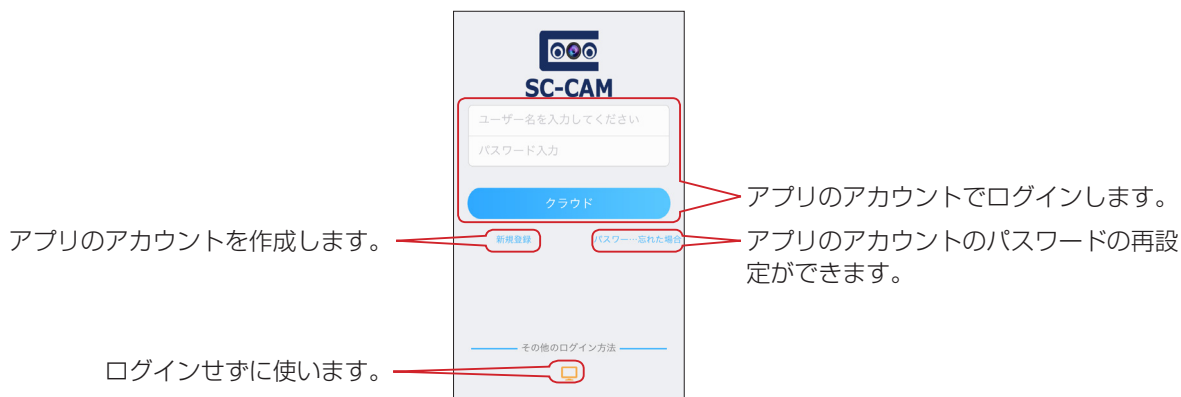 SC-CAM
ユーザー名を入力してください
パスワード入力
クラウド
アプリのアカウントでログインします。
アプリのアカウントを作成します。
新規登録
パスワー…忘れた場合
アプリのアカウントのパスワードの再設
定ができます。
その他のログイン方法
ログインせずに使います。